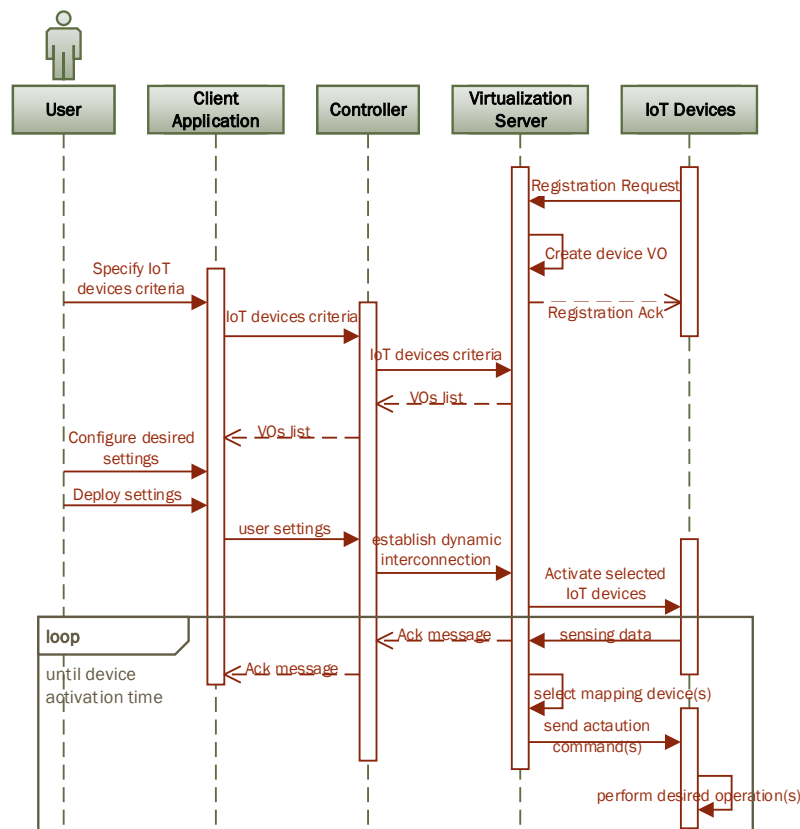 User
Client
Application
Controller
Virtualization
Server
IoT Devices
Registration Request
Create device VO
Specify IoT
devices criteria
Registration Ack
IoT devices criteria
IoT devices criteria
VOs list
VOs list
Configure desired
settings
Deploy settings
user settings
establish dynamic
interconnection
Activate selected
IoT devices
loop
Ack message
sensing data
Ack message
until device
activation time
select mapping device(s)
send actaution
command(s)
perform desired operation(s)